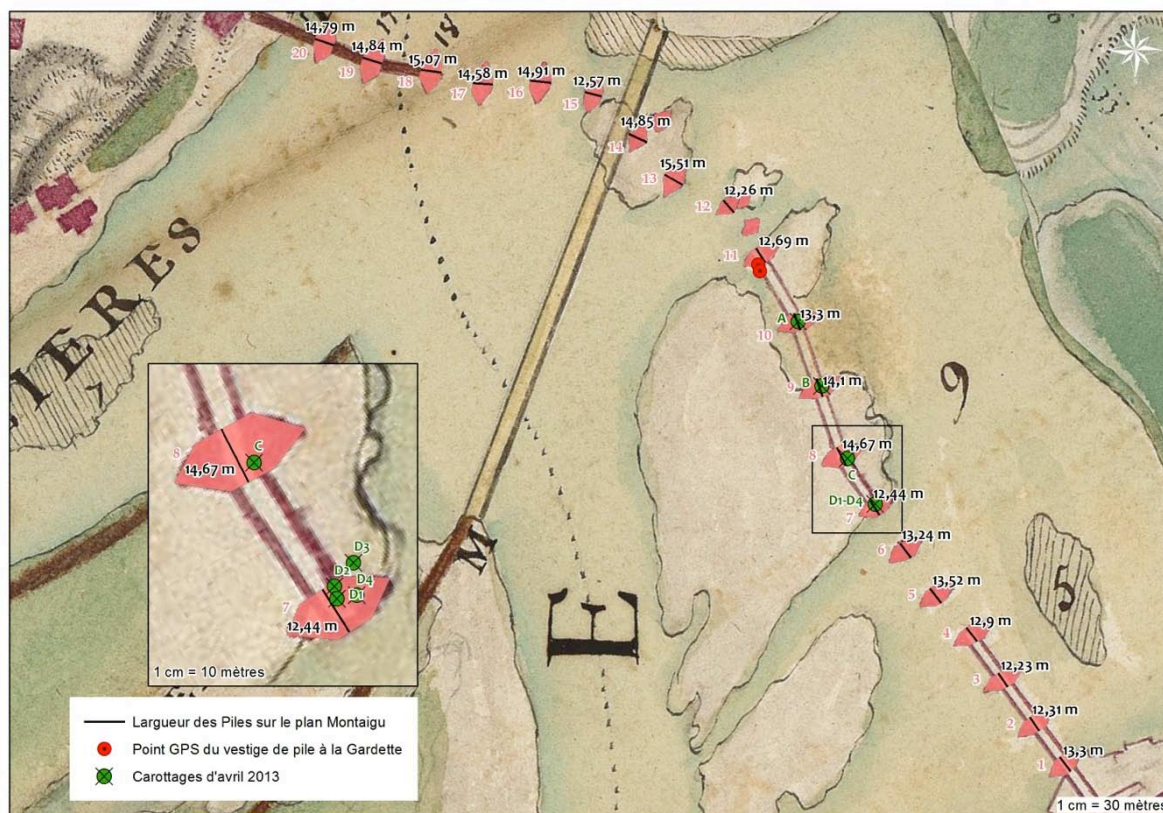 14,79 m
20
17
18
14,84 m
19
15,07 m
18
14,58 m
17
14,91 m
16
12,57 m
15
14,85 m
14
15,51 m
13
12,26 m
12
12,69 m
11
33
IERES
7
A
13,3 m
10
B
14,1 m
9
9
14,67 m
8
C
D1-D4
12,44 m
7
13,24 m
6
13,52 m
5
5
12,9 m
4
12,23 m
3
12,31 m
2
13,3 m
1
M
E
8
C
14,67 m
D3
D2
D4
D1
7
12,44 m
1 cm = 10 mètres
Largueur des Piles sur le plan Montaigu
Point GPS du vestige de pile à la Gardette
Carottages d'avril 2013
1 cm = 30 mètres